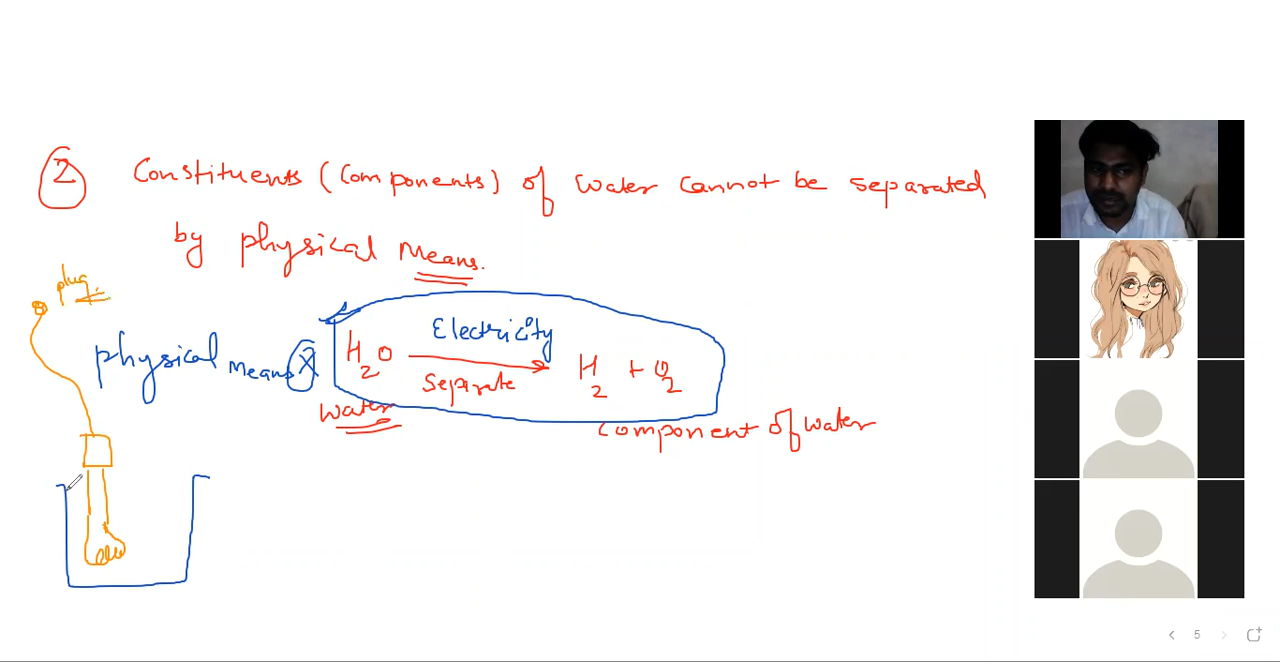 2 Constituents (Components) of water cannot be separated
by physical Means.
plug
physical Means X
Electricity
H2O → H2 + O2
Separate
Water
Component of water
5